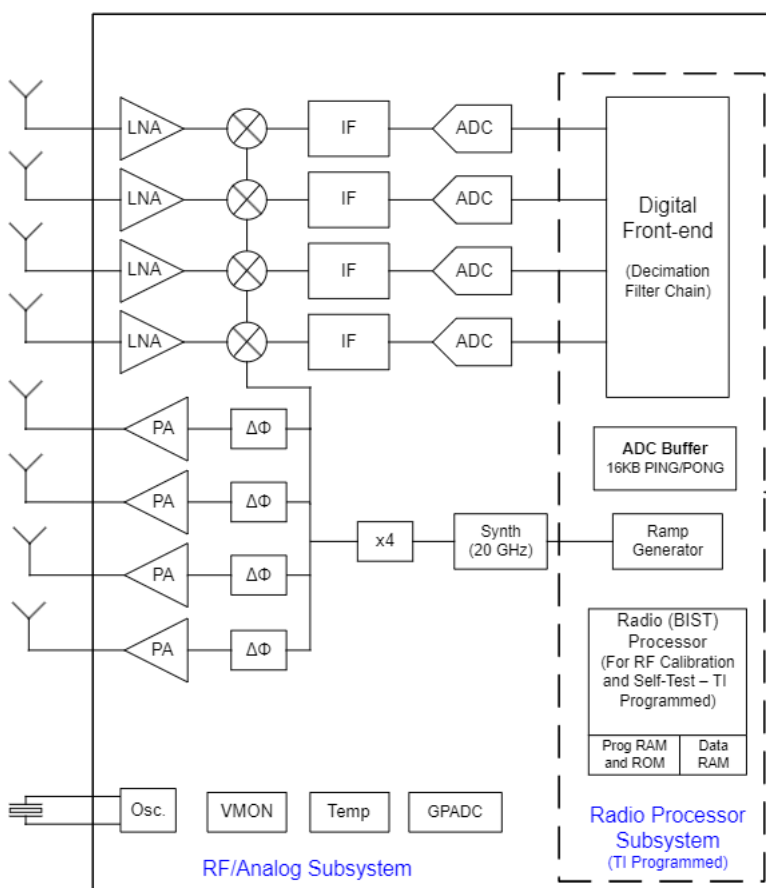 LNA
IF
ADC
LNA
IF
ADC
LNA
IF
ADC
LNA
IF
ADC
Digital
Front-end
(Decimation
Filter Chain)
PA
ΔΦ
PA
ΔΦ
PA
ΔΦ
PA
ΔΦ
x4
Synth
(20 GHz)
ADC Buffer
16KB PING/PONG
Ramp
Generator
Radio (BIST)
Processor
(For RF Calibration
and Self-Test – TI
Programmed)
Prog RAM
and ROM
Data
RAM
Osc.
VMON
Temp
GPADC
RF/Analog Subsystem
Radio Processor
Subsystem
(TI Programmed)